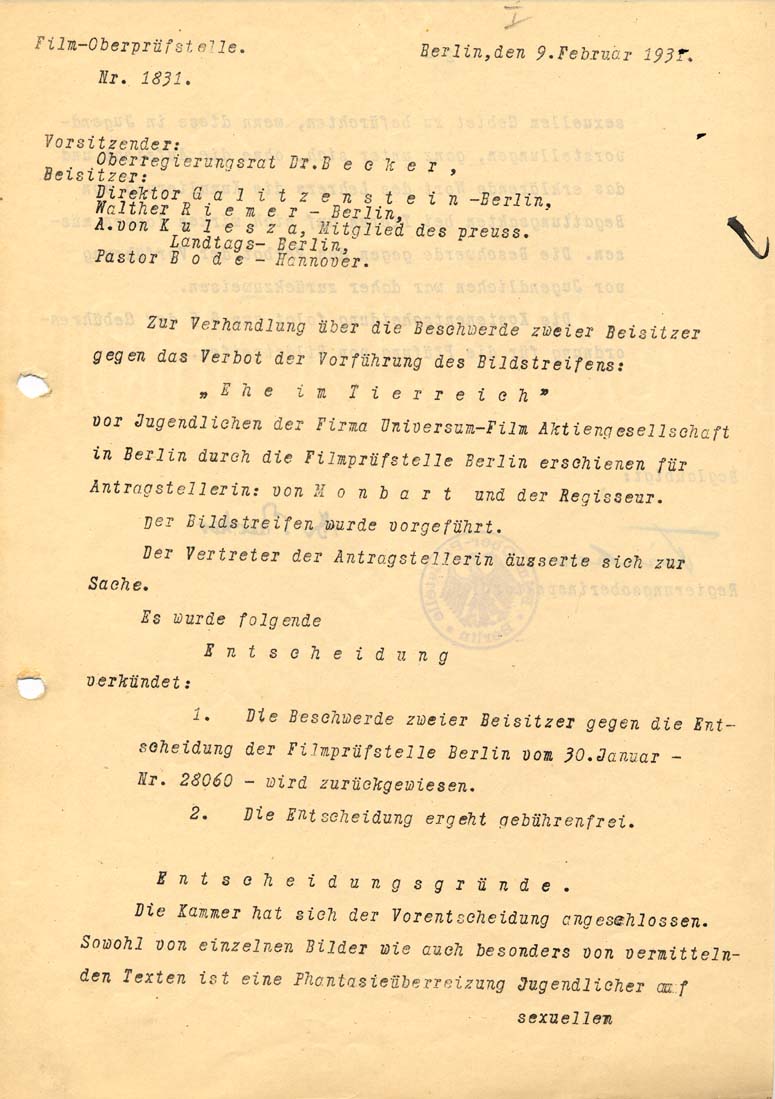 I
Film-Oberprüfstelle.
Berlin, den 9.Februar 1931.
Nr. 1831.
Vorsitzender:
Oberregierungsrat Dr.B e c k e r ,
Beisitzer:
Direktor G a l i t z e n s t e i n -Berlin,
Walther R i e m e r - Berlin,
A.von K u l e s z a, Mitglied des preuss.
Landtags- Berlin,
Pastor B o d e - Hannover.
Zur Verhandlung über die Beschwerde zweier Beisitzer
gegen das Verbot der Vorführung des Bildstreifens:
„E h e i m T i e r r e i c h"
vor Jugendlichen der Firma Universum-Film Aktiengesellschaft
in Berlin durch die Filmprüfstelle Berlin erschienen für
Antragstellerin: von M o n b a r t und der Regisseur.
Der Bildstreifen wurde vorgeführt.
Der Vertreter der Antragstellerin äusserte sich zur
Sache.
Es wurde folgende
E n t s c h e i d u n g
verkündet:
1. Die Beschwerde zweier Beisitzer gegen die Ent-
scheidung der Filmprüfstelle Berlin vom 30.Januar -
Nr. 28060 - wird zurückgewiesen.
2. Die Entscheidung ergeht gebührenfrei.
E n t s c h e i d u n g s g r ü n d e .
Die Kammer hat sich der Vorentscheidung angeschlossen.
Sowohl von einzelnen Bilder wie auch besonders von vermitteln-
den Texten ist eine Phantasieüberreizung Jugendlicher auf
sexuellem